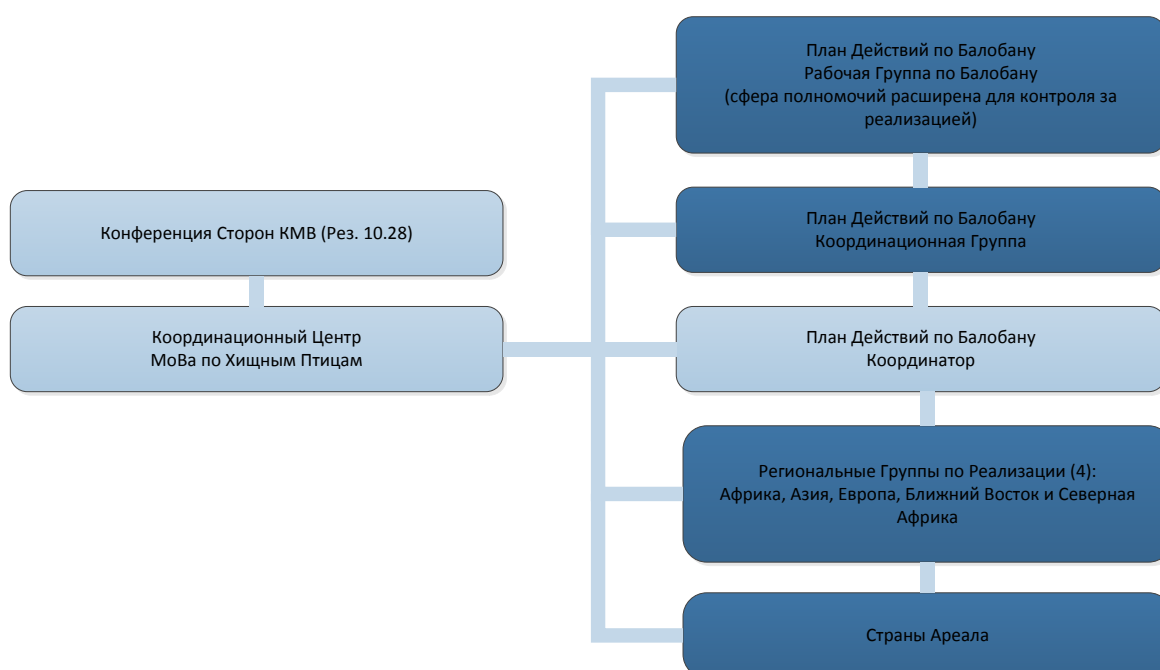 Конференция Сторон КМВ (Рез. 10.28)
Координационный Центр
МоВа по Хищным Птицам
План Действий по Балобану
Рабочая Группа по Балобану
(сфера полномочий расширена для контроля за
реализацией)
План Действий по Балобану
Координационная Группа
План Действий по Балобану
Координатор
Региональные Группы по Реализации (4):
Африка, Азия, Европа, Ближний Восток и Северная
Африка
Страны Ареала